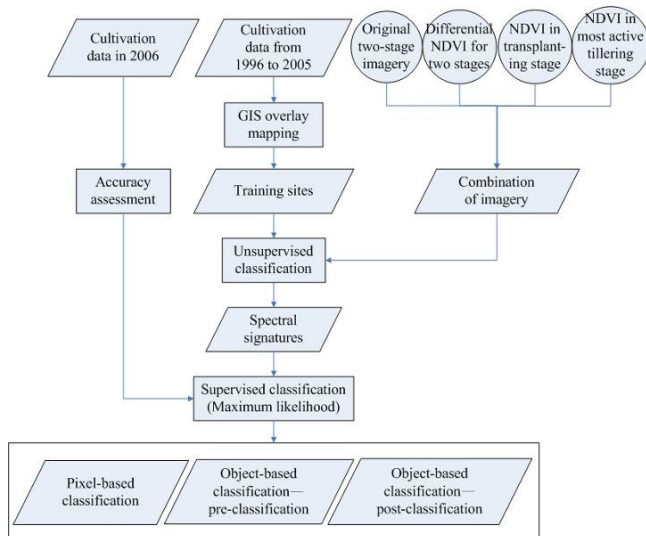 Cultivation
data in 2006
Cultivation
data from
1996 to 2005
Original
two-stage
imagery
Differential
NDVI for
two stages
NDVI in
transplant-
ing stage
NDVI in
most active
tillering
stage
GIS overlay
mapping
Accuracy
assessment
Training sites
Combination
of imagery
Unsupervised
classification
Spectral
signatures
Supervised classification
(Maximum likelihood)
Pixel-based
classification
Object-based
classification—
pre-classification
Object-based
classification—
post-classification